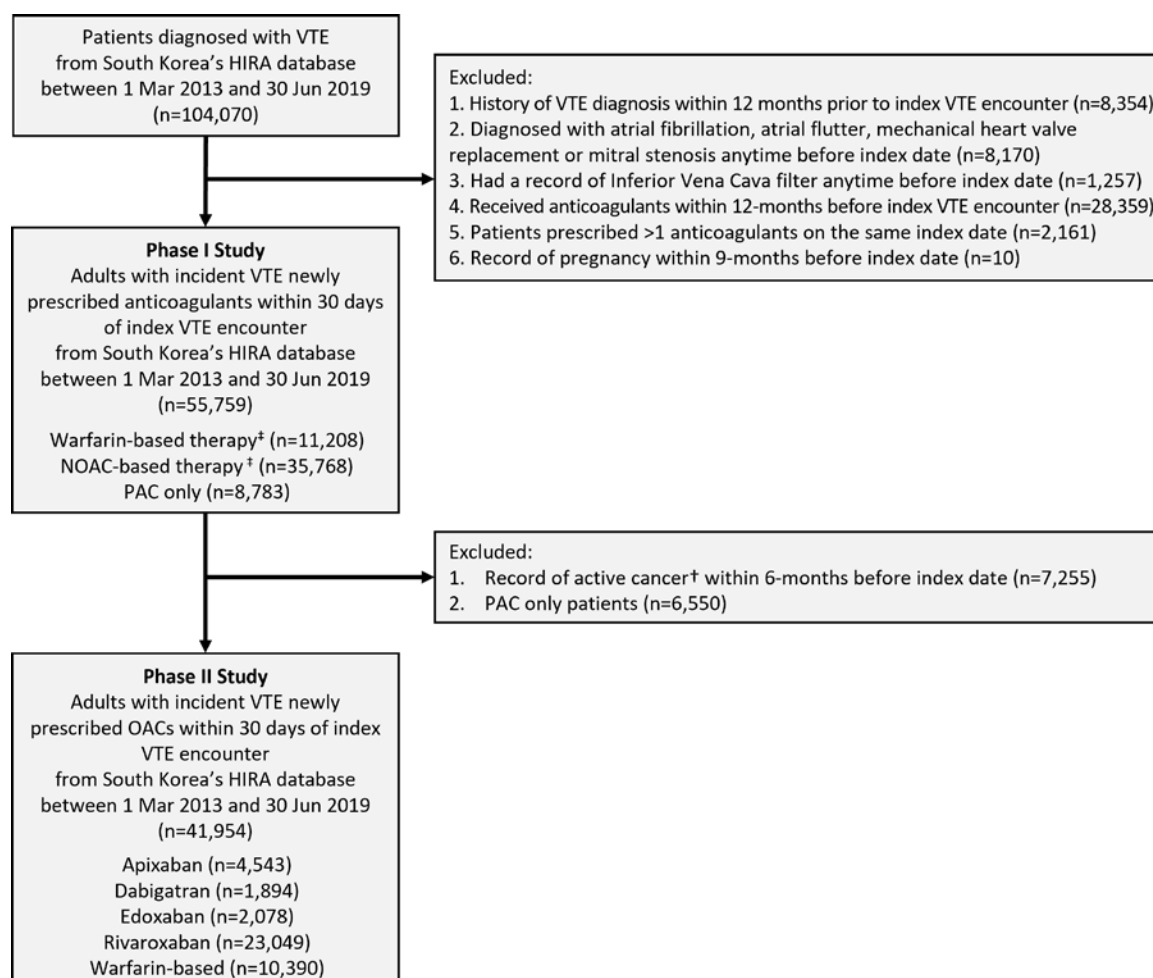 Patients diagnosed with VTE
from South Korea's HIRA database
between 1 Mar 2013 and 30 Jun 2019
(n=104,070)
Excluded:
1. History of VTE diagnosis within 12 months prior to index VTE encounter (n=8,354)
2. Diagnosed with atrial fibrillation, atrial flutter, mechanical heart valve
replacement or mitral stenosis anytime before index date (n=8,170)
3. Had a record of Inferior Vena Cava filter anytime before index date (n=1,257)
4. Received anticoagulants within 12-months before index VTE encounter (n=28,359)
5. Patients prescribed >1 anticoagulants on the same index date (n=2,161)
6. Record of pregnancy within 9-months before index date (n=10)
Phase I Study
Adults with incident VTE newly
prescribed anticoagulants within 30 days
of index VTE encounter
from South Korea's HIRA database
between 1 Mar 2013 and 30 Jun 2019
(n=55,759)
Warfarin-based therapy‡ (n=11,208)
NOAC-based therapy ‡ (n=35,768)
PAC only (n=8,783)
Excluded:
1. Record of active cancer† within 6-months before index date (n=7,255)
2. PAC only patients (n=6,550)
Phase II Study
Adults with incident VTE newly
prescribed OACs within 30 days of index
VTE encounter
from South Korea's HIRA database
between 1 Mar 2013 and 30 Jun 2019
(n=41,954)
Apixaban (n=4,543)
Dabigatran (n=1,894)
Edoxaban (n=2,078)
Rivaroxaban (n=23,049)
Warfarin-based (n=10,390)